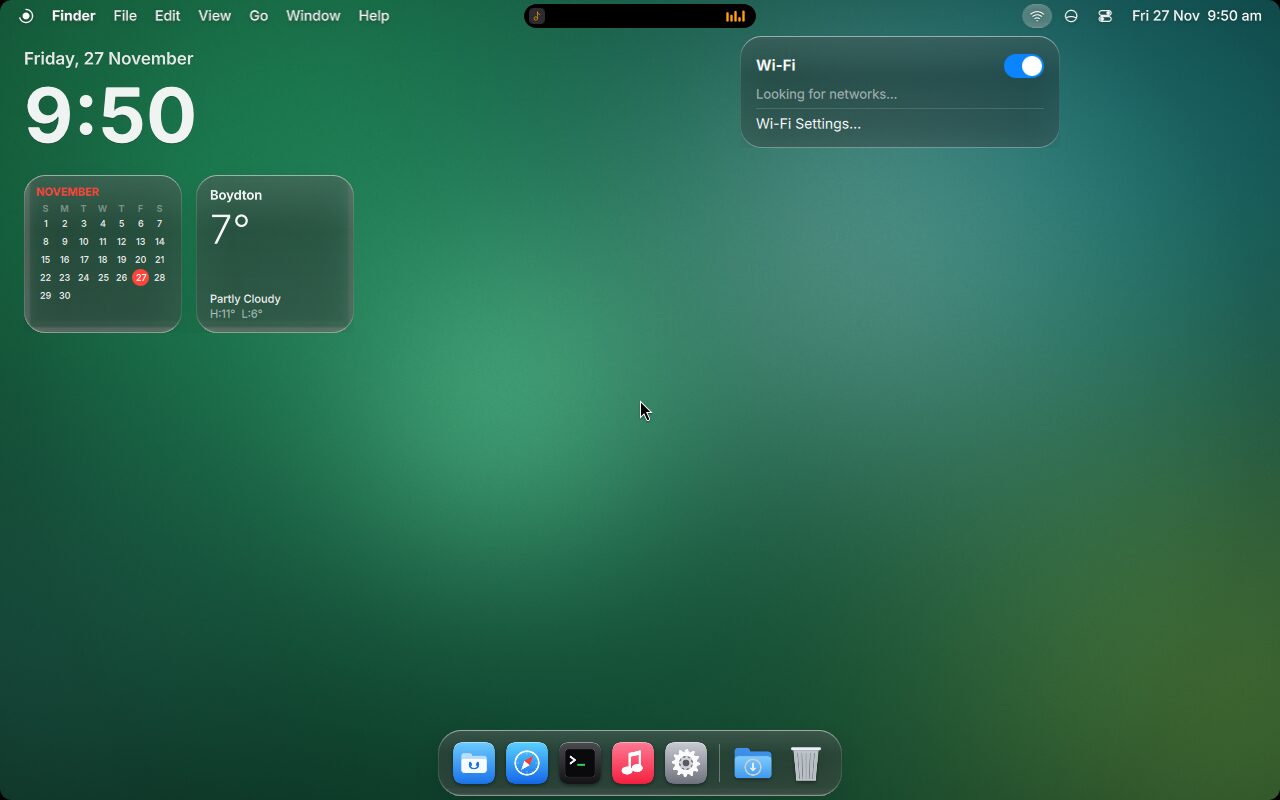 Finder File Edit View Go Window Help
Fri 27 Nov 9:50 am
Friday, 27 November
9:50
NOVEMBER
S M T W T F S
1 2 3 4 5 6 7
8 9 10 11 12 13 14
15 16 17 18 19 20 21
22 23 24 25 26 27 28
29 30
Boydton
7°
Partly Cloudy
H:11° L:6°
Wi-Fi
Looking for networks...
Wi-Fi Settings...